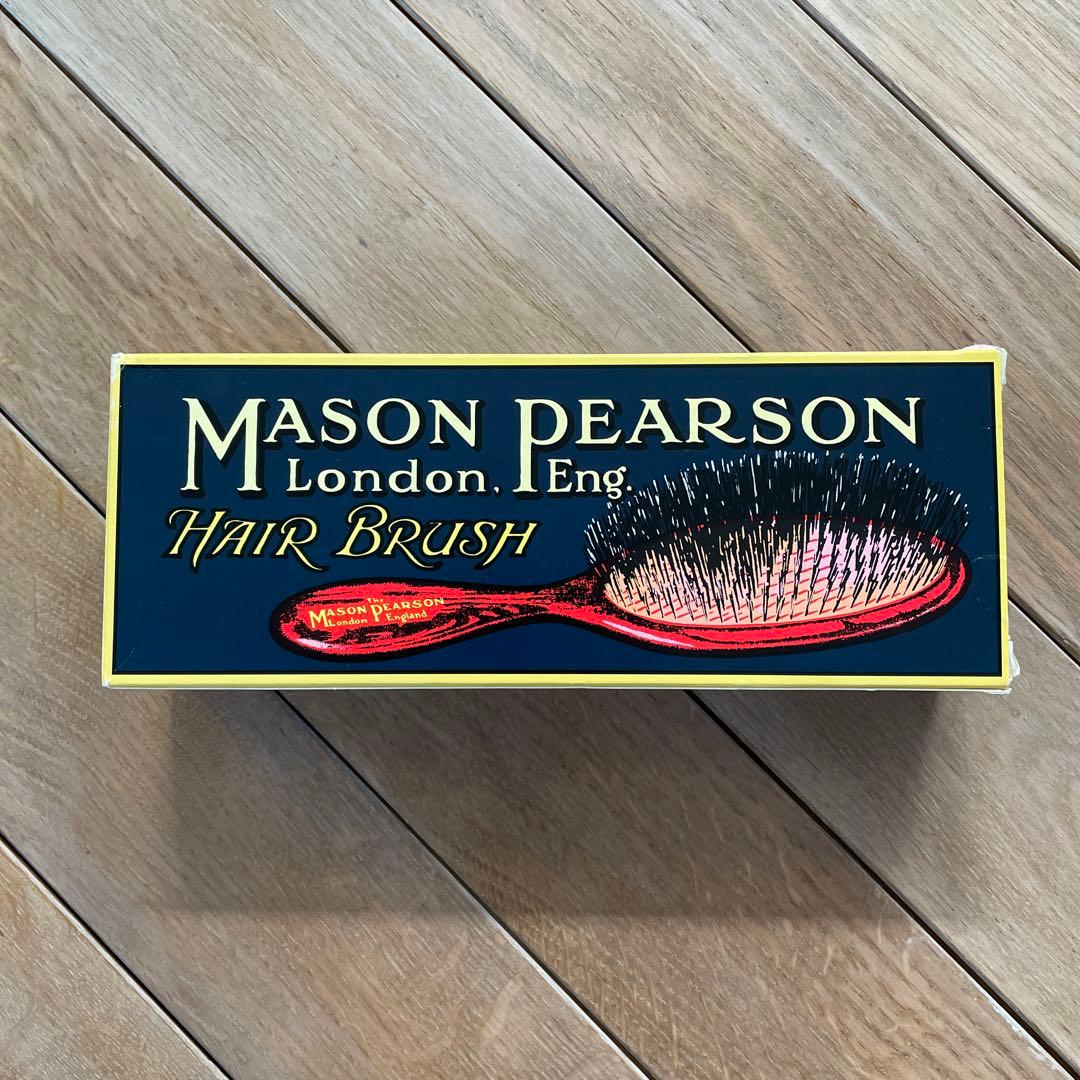 MASON PEARSON
London, Eng.
HAIR BRUSH
The
MASON PEARSON
London England